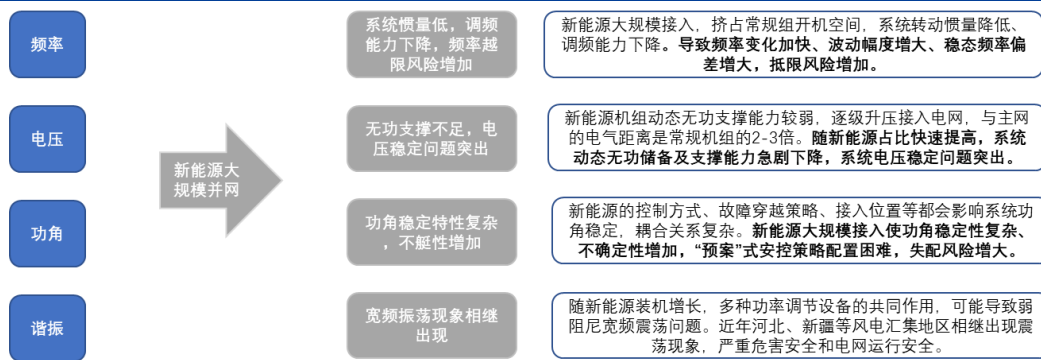 频率
系统惯量低，调频
能力下降，频率越
限风险增加
新能源大规模接入，挤占常规组开机空间，系统转动惯量降低、
调频能力下降。导致频率变化加快、波动幅度增大、稳态频率偏
差增大，抵限风险增加。
电压
无功支撑不足，电
压稳定问题突出
新能源机组动态无功支撑能力较弱，逐级升压接入电网，与主网
的电气距离是常规机组的2-3倍。随新能源占比快速提高，系统
动态无功储备及支撑能力急剧下降，系统电压稳定问题突出。
新能源大
规模并网
功角
功角稳定特性复杂
，不艇性增加
新能源的控制方式、故障穿越策略、接入位置等都会影响系统功
角稳定，耦合关系复杂。新能源大规模接入使功角稳定性复杂、
不确定性增加，“预案”式安控策略配置困难，失配风险增大。
谐振
宽频振荡现象相继
出现
随新能源装机增长，多种功率调节设备的共同作用，可能导致弱
阻尼宽频震荡问题。近年河北、新疆等风电汇集地区相继出现震
荡现象，严重危害安全和电网运行安全。